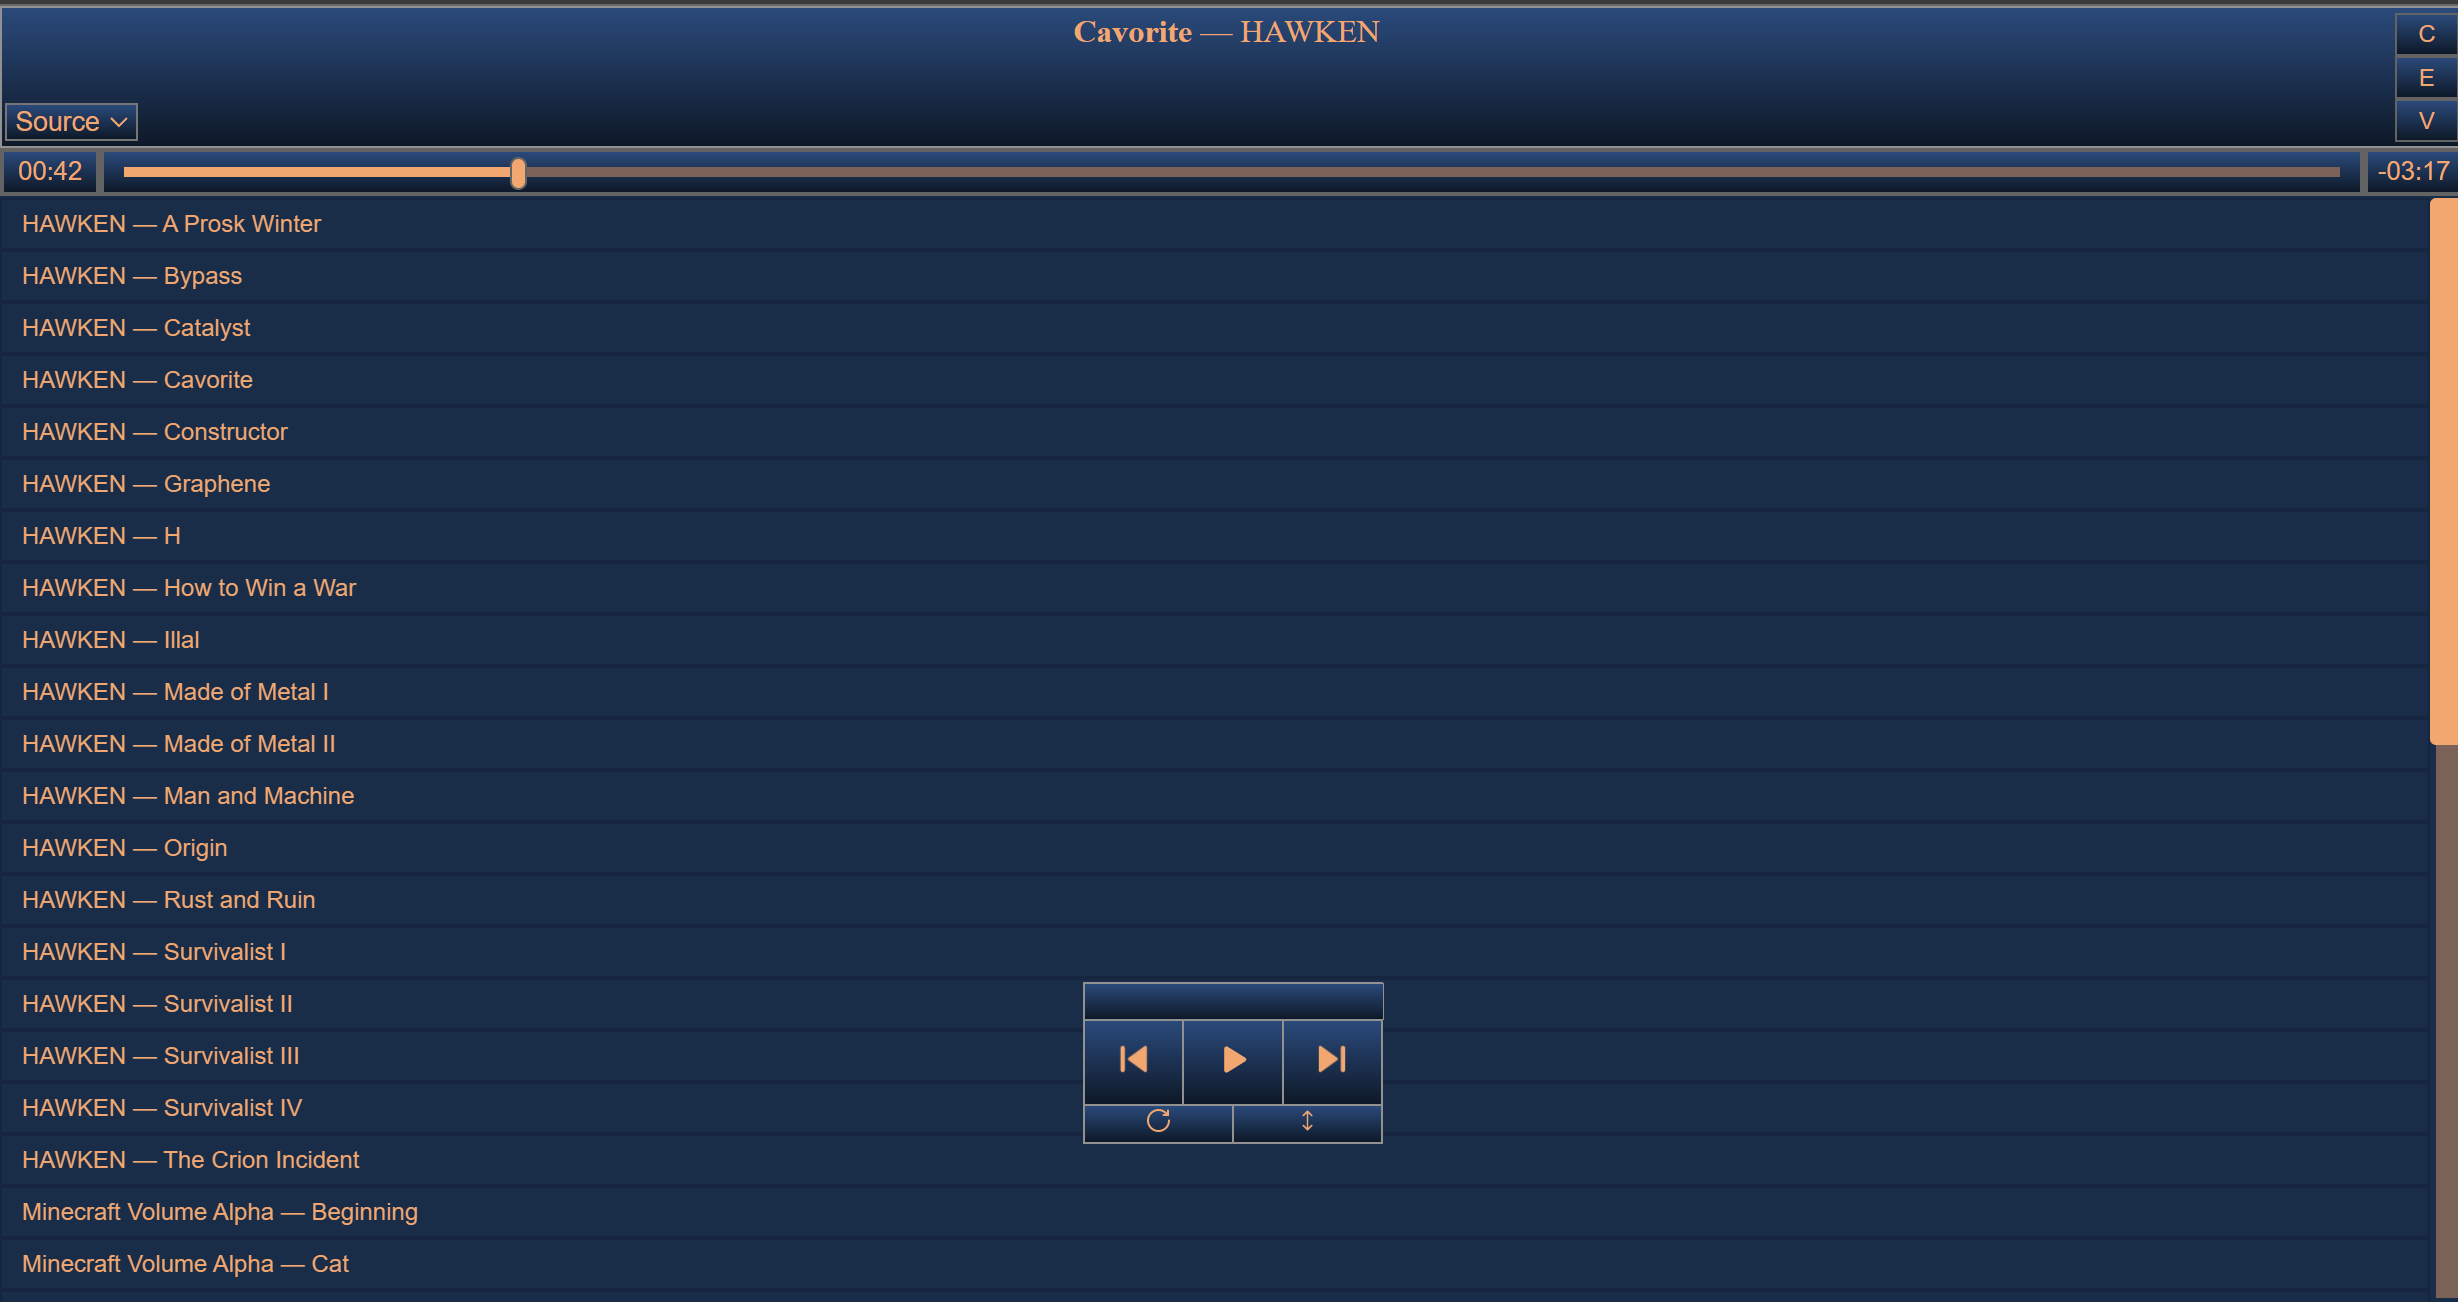 Cavorite — HAWKEN
C
E
V
Source
00:42
-03:17
HAWKEN — A Prosk Winter
HAWKEN — Bypass
HAWKEN — Catalyst
HAWKEN — Cavorite
HAWKEN — Constructor
HAWKEN — Graphene
HAWKEN — H
HAWKEN — How to Win a War
HAWKEN — Illal
HAWKEN — Made of Metal I
HAWKEN — Made of Metal II
HAWKEN — Man and Machine
HAWKEN — Origin
HAWKEN — Rust and Ruin
HAWKEN — Survivalist I
HAWKEN — Survivalist II
HAWKEN — Survivalist III
HAWKEN — Survivalist IV
HAWKEN — The Crion Incident
Minecraft Volume Alpha — Beginning
Minecraft Volume Alpha — Cat